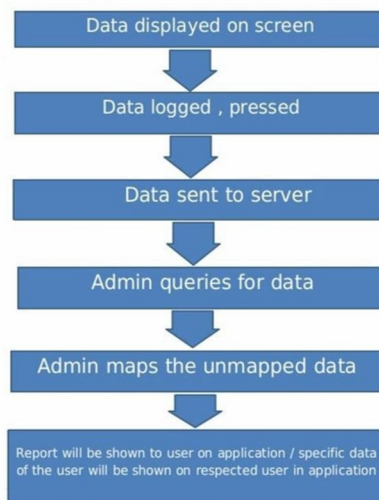 Data displayed on screen
Data logged , pressed
Data sent to server
Admin queries for data
Admin maps the unmapped data
Report will be shown to user on application / specific data
of the user will be shown on respected user in application